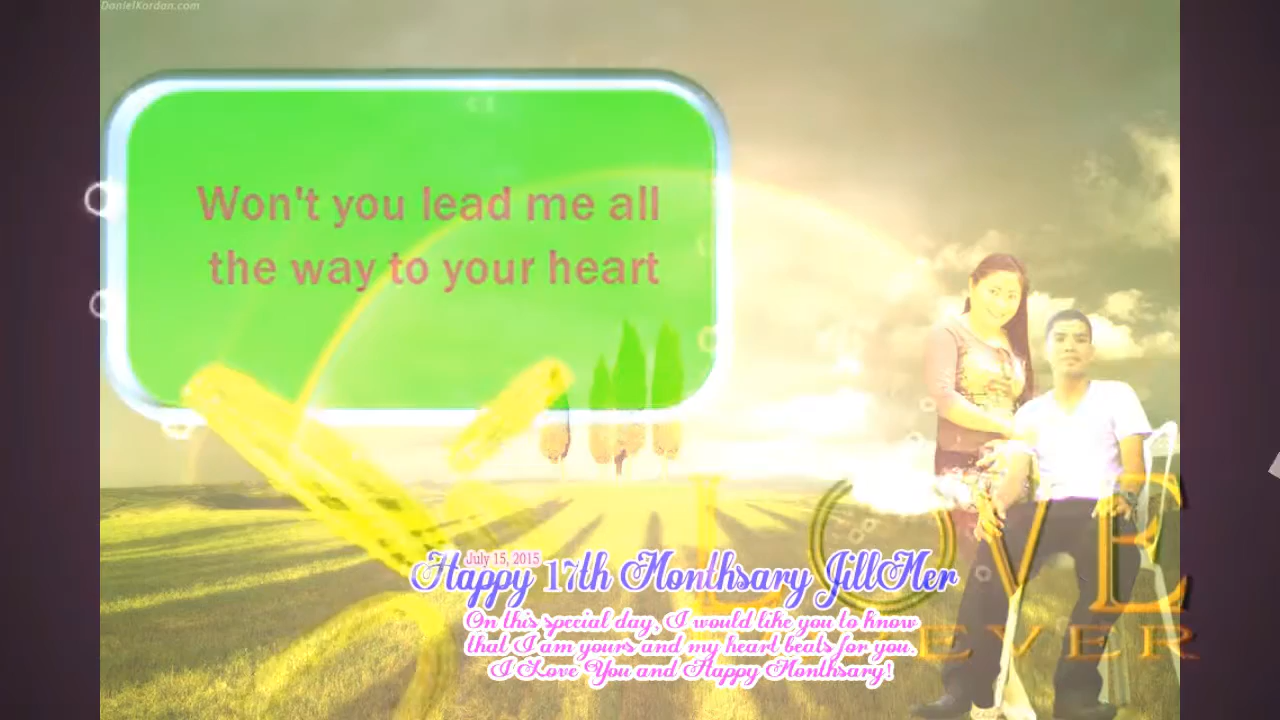 DanielKordan.com
Won't you lead me all
the way to your heart
July 15, 2015
Happy 17th Monthsary JillMer
On this special day, I would like you to know
that I am yours and my heart beats for you.
I Love You and Happy Monthsary!
LOVE